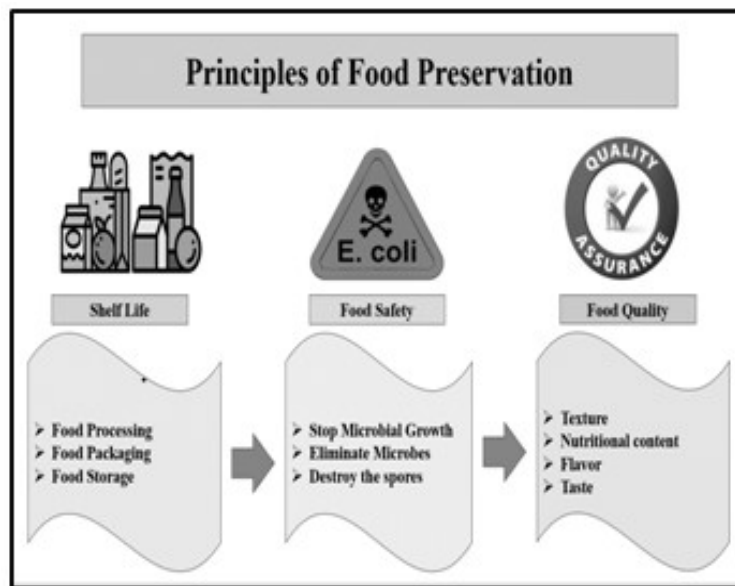 Principles of Food Preservation
E. coli
QUALITY
ASSURANCE
Shelf Life
Food Safety
Food Quality
➢ Food Processing
➢ Food Packaging
➢ Food Storage
➢ Stop Microbial Growth
➢ Eliminate Microbes
➢ Destroy the spores
➢ Texture
➢ Nutritional content
➢ Flavor
➢ Taste